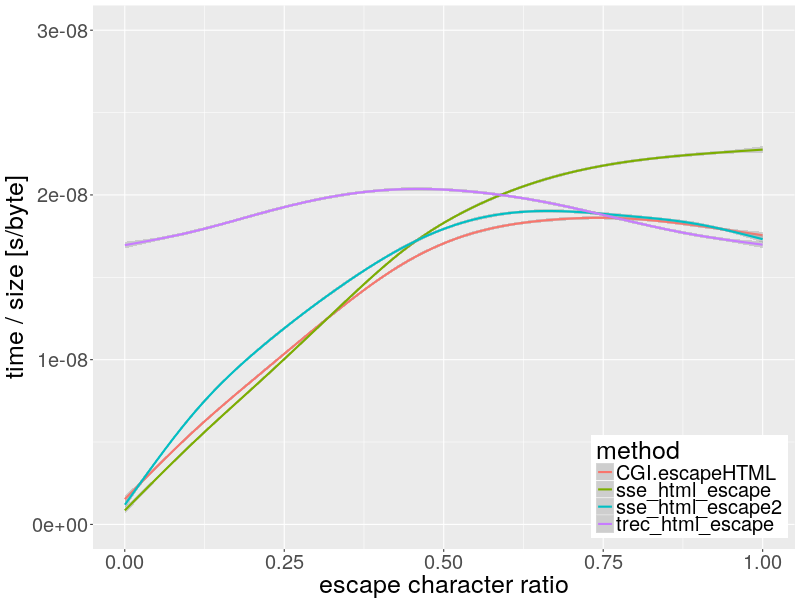 3e-08
2e-08
1e-08
0e+00
time / size [s/byte]
method
CGI.escapeHTML
sse_html_escape
sse_html_escape2
trec_html_escape
0.00 0.25 0.50 0.75 1.00
escape character ratio